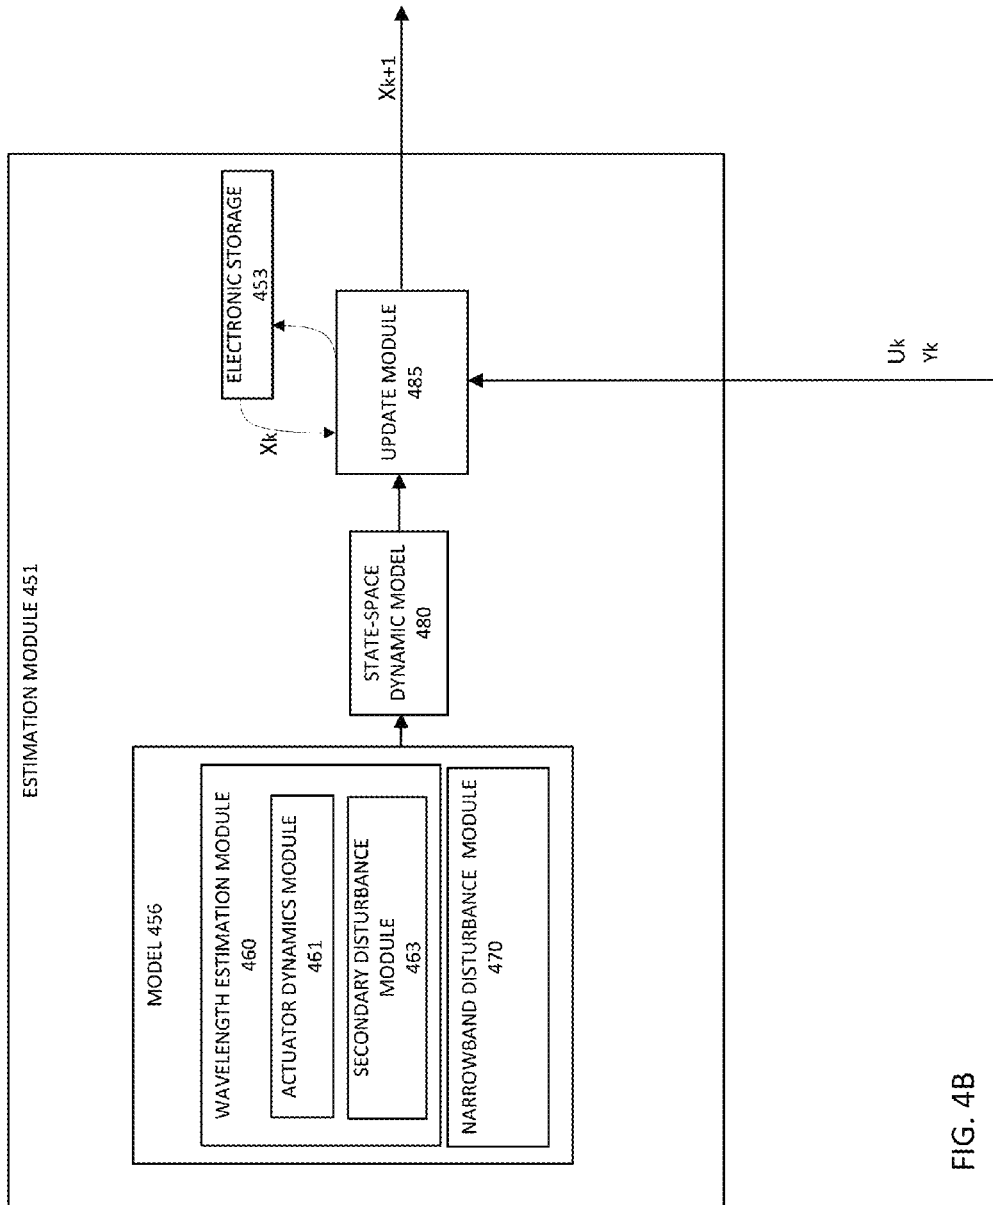 ESTIMATION MODULE 451
MODEL 456
WAVELENGTH ESTIMATION MODULE
460
ACTUATOR DYNAMICS MODULE
461
SECONDARY DISTURBANCE
MODULE
463
NARROWBAND DISTURBANCE MODULE
470
STATE-SPACE
DYNAMIC MODEL
480
ELECTRONIC STORAGE
453
Xk
UPDATE MODULE
485
Xk+1
Uk
Yk
FIG. 4B